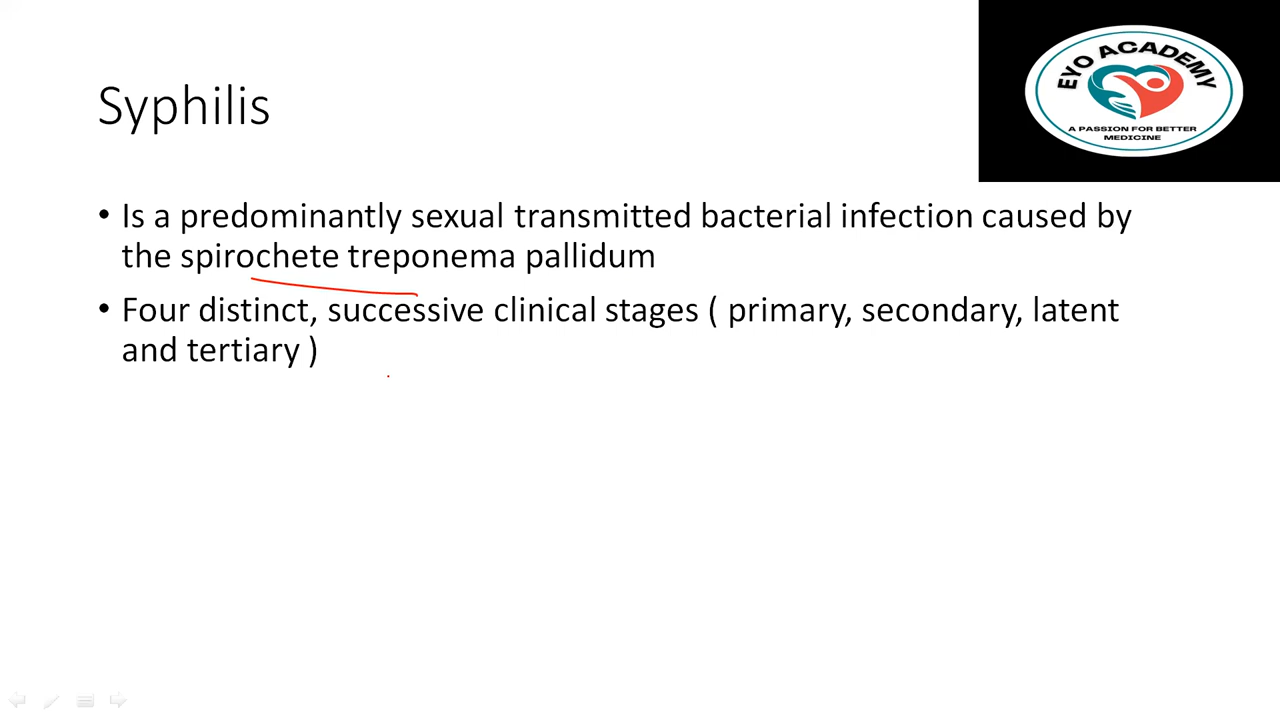 Syphilis
EYO ACADEMY
A PASSION FOR BETTER
MEDICINE
• Is a predominantly sexual transmitted bacterial infection caused by
the spirochete treponema pallidum
• Four distinct, successive clinical stages ( primary, secondary, latent
and tertiary )